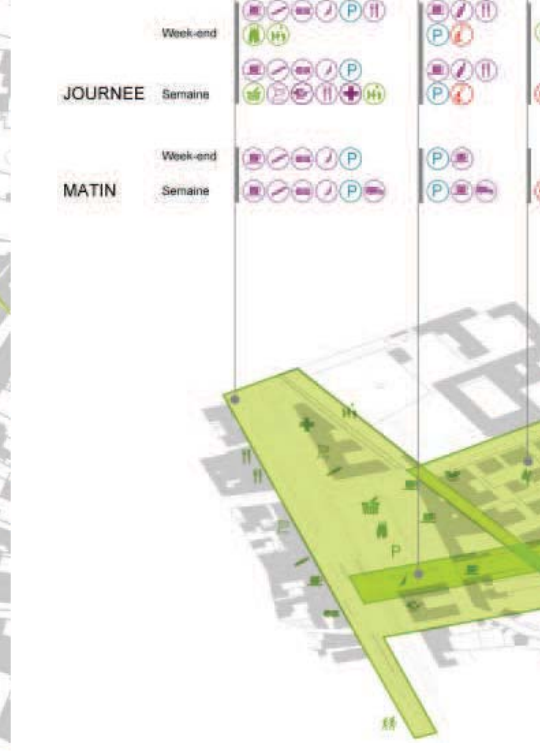 P
Week-end P
P
JOURNEE Semaine P
Week-end P P
MATIN Semaine P P
P